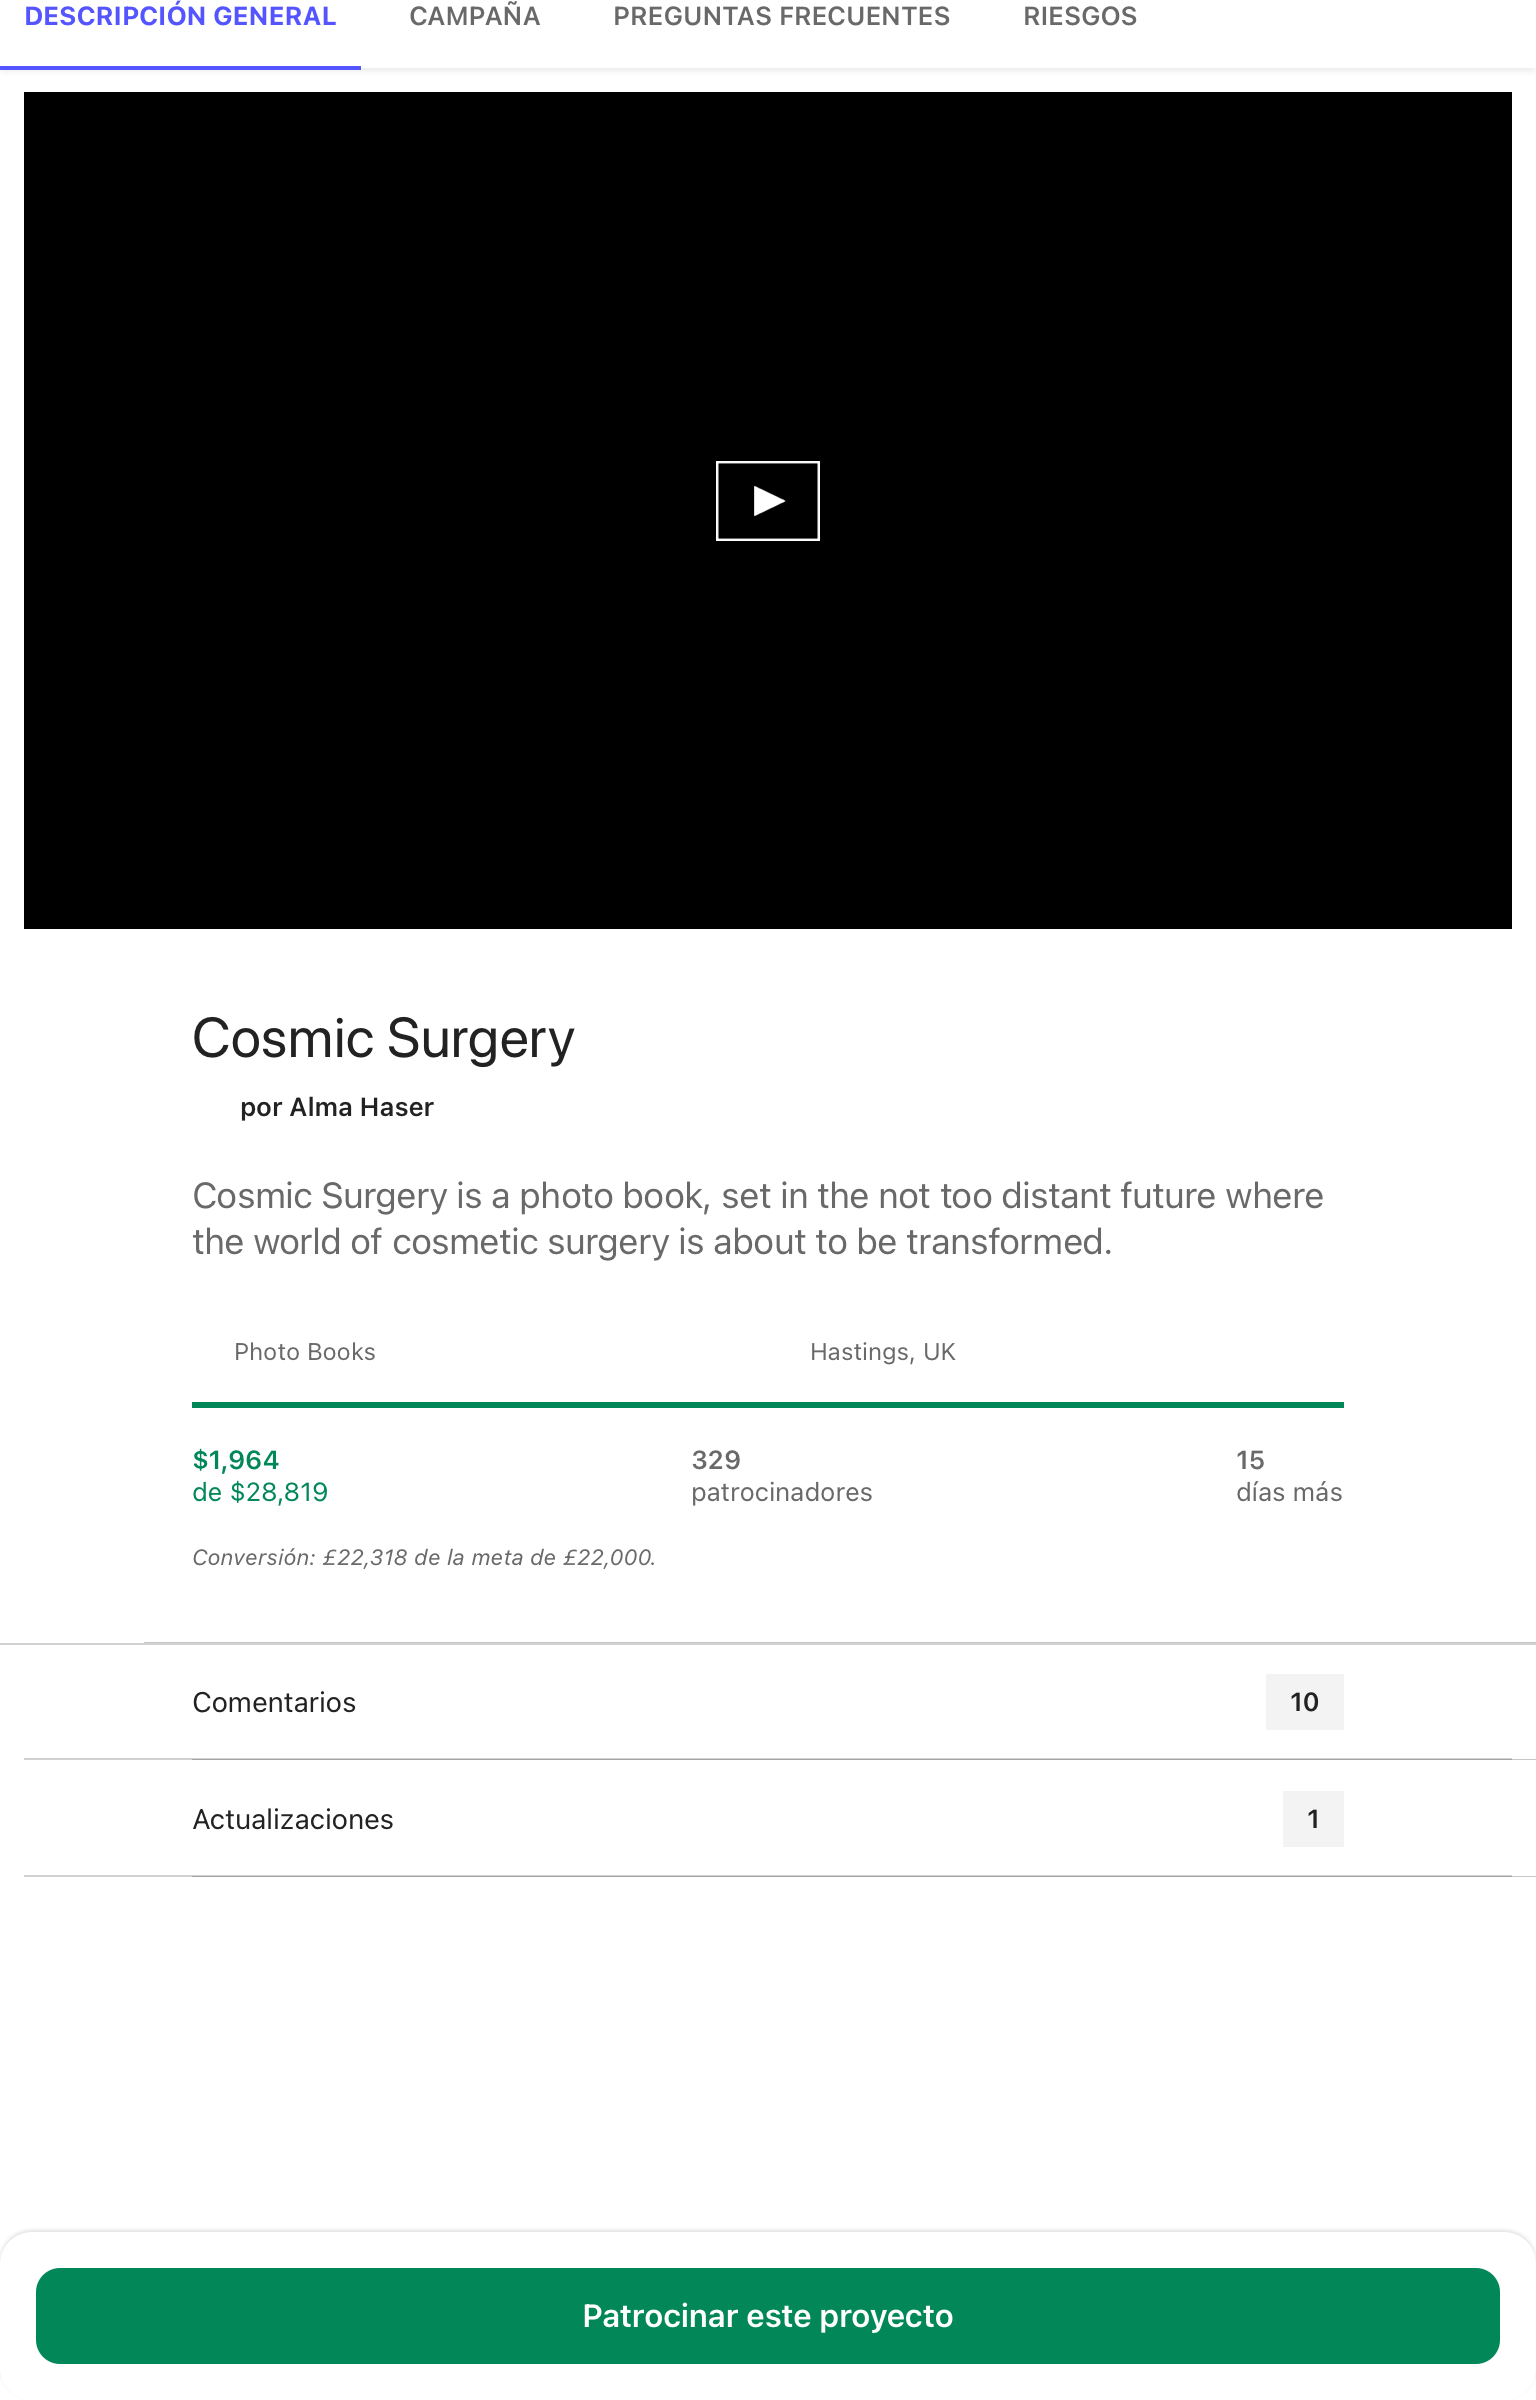 DESCRIPCIÓN GENERAL CAMPAÑA PREGUNTAS FRECUENTES RIESGOS
Cosmic Surgery
por Alma Haser
Cosmic Surgery is a photo book, set in the not too distant future where
the world of cosmetic surgery is about to be transformed.
Photo Books Hastings, UK
$1,964 329 15
de $28,819 patrocinadores días más
Conversión: £22,318 de la meta de £22,000.
Comentarios 10
Actualizaciones 1
Patrocinar este proyecto